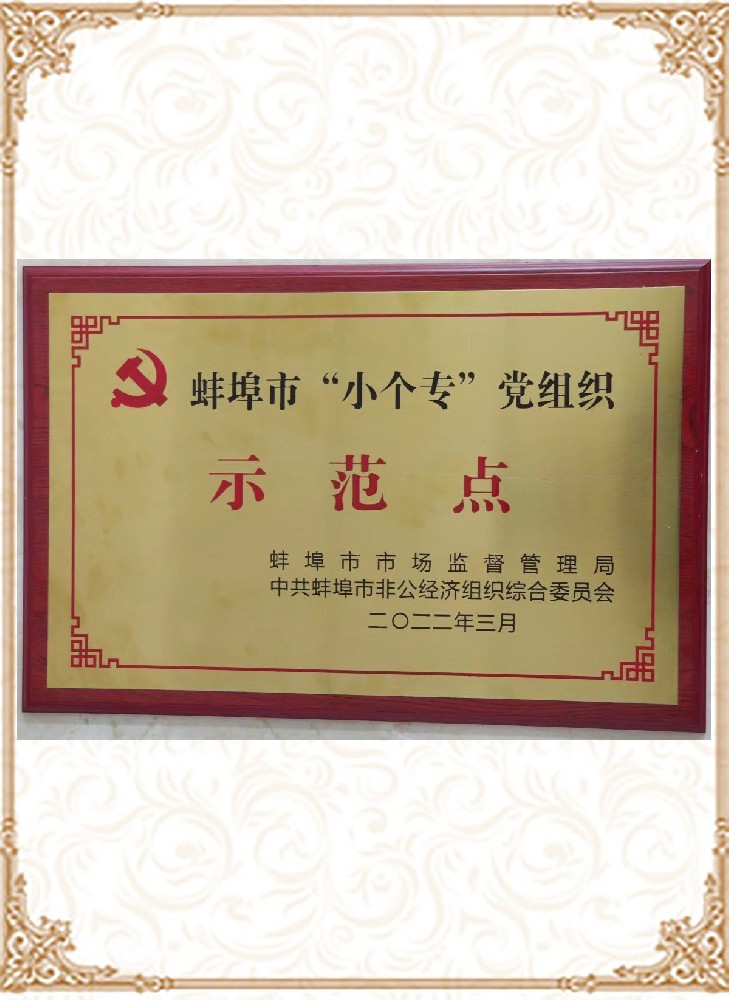 蚌埠市“小个专”党组织
示范点
蚌埠市市场监督管理局
中共蚌埠市非公经济组织综合委员会
二〇二二年三月